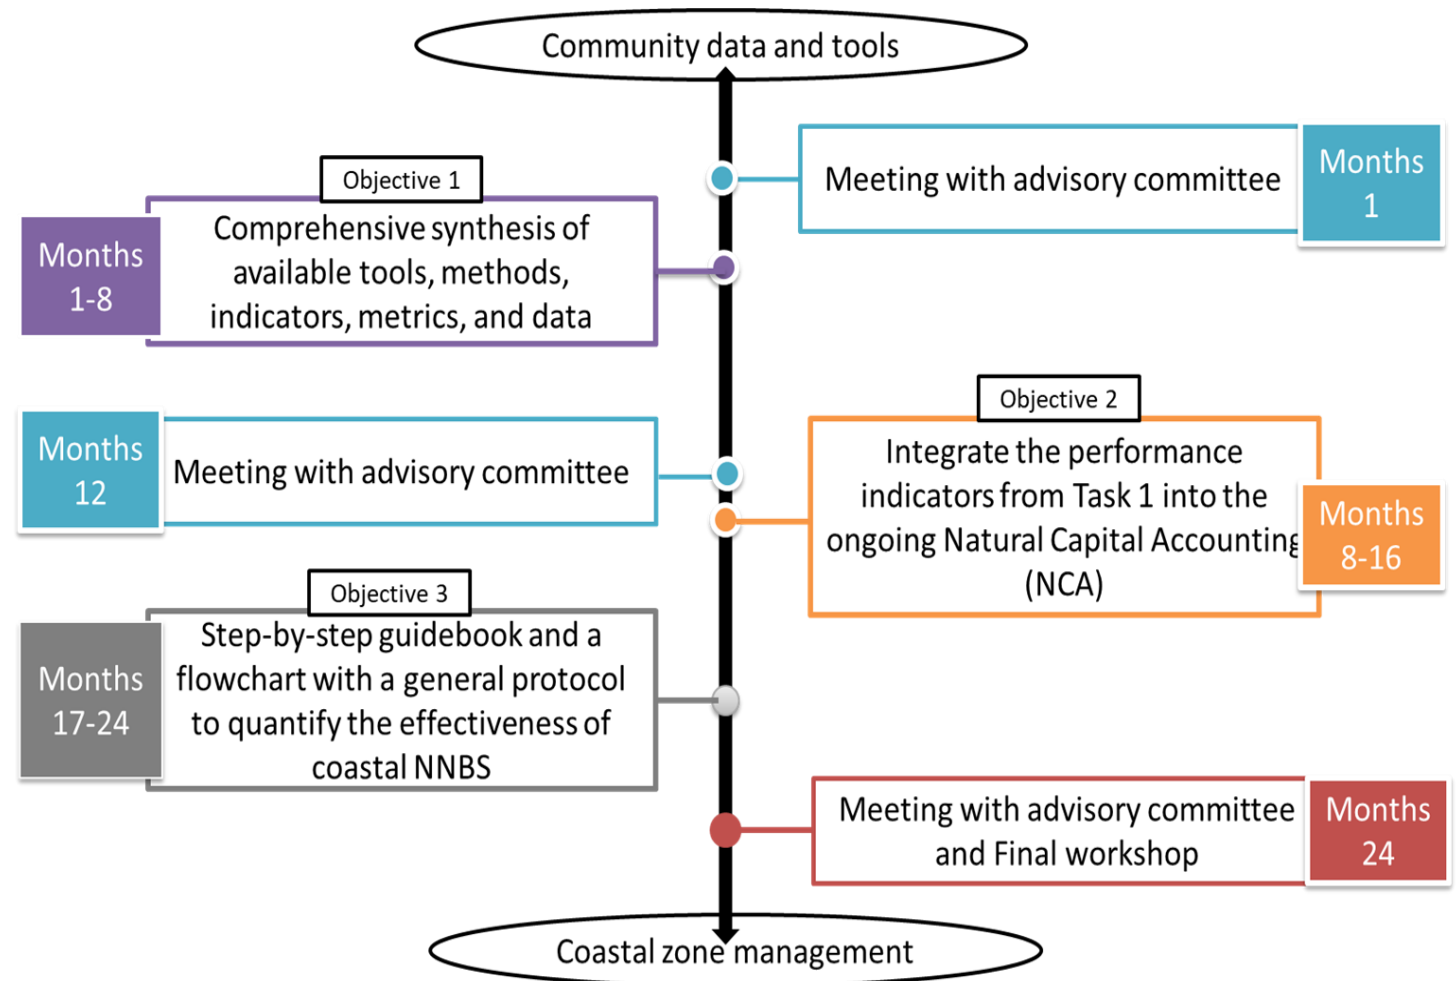 Community data and tools
Meeting with advisory committee
Months
1
Objective 1
Months
1-8
Comprehensive synthesis of
available tools, methods,
indicators, metrics, and data
Months
12
Meeting with advisory committee
Objective 2
Integrate the performance
indicators from Task 1 into the
ongoing Natural Capital Accounting
(NCA)
Months
8-16
Objective 3
Months
17-24
Step-by-step guidebook and a
flowchart with a general protocol
to quantify the effectiveness of
coastal NNBS
Meeting with advisory committee
and Final workshop
Months
24
Coastal zone management